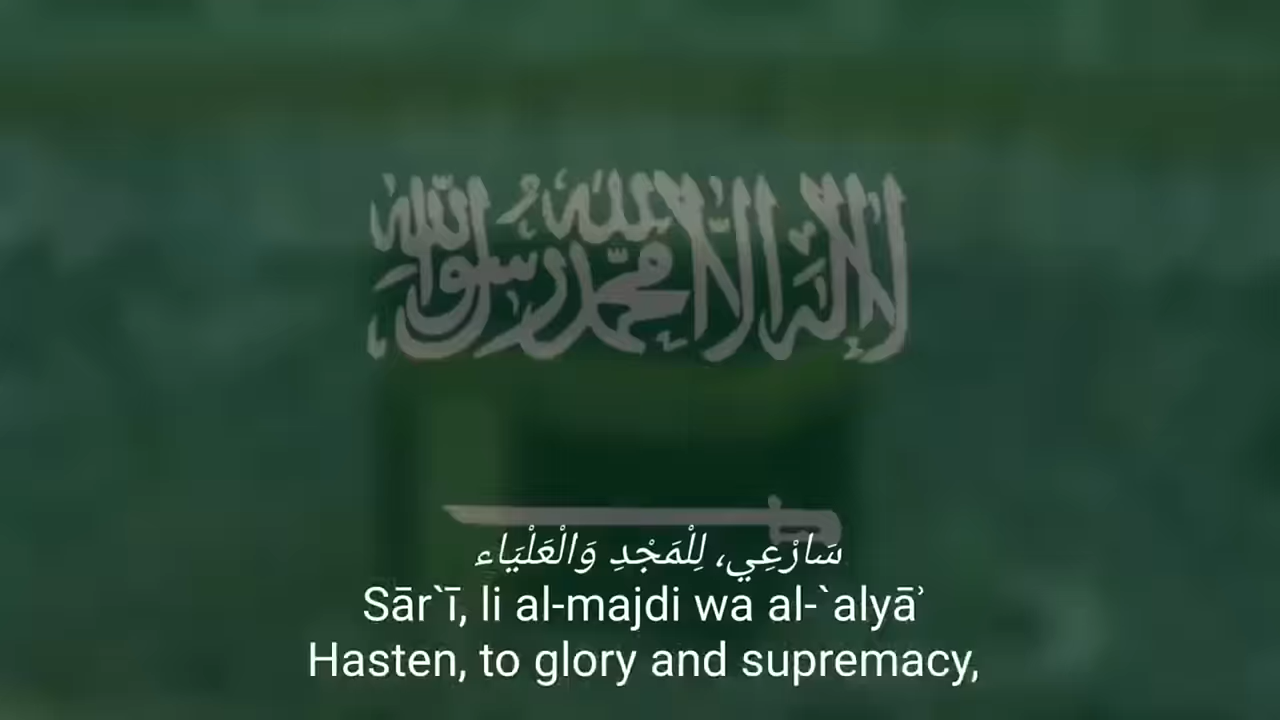 لا إله إلا الله محمد رسول الله
سَارْعِي، لِلْمَجْدِ وَالْعَلْيَاء
Sār`ī, li al-majdi wa al-`alyāʾ
Hasten, to glory and supremacy,